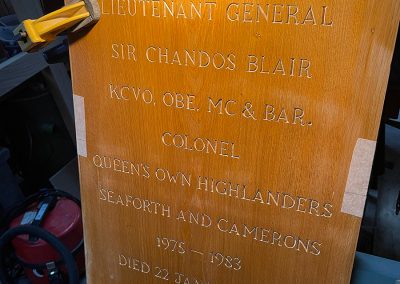 LIEUTENANT GENERAL
SIR CHANDOS BLAIR
KCVO, OBE, MC & BAR.
COLONEL
QUEEN'S OWN HIGHLANDERS
SEAFORTH AND CAMERONS
1975 – 1983
DIED 22 JAN